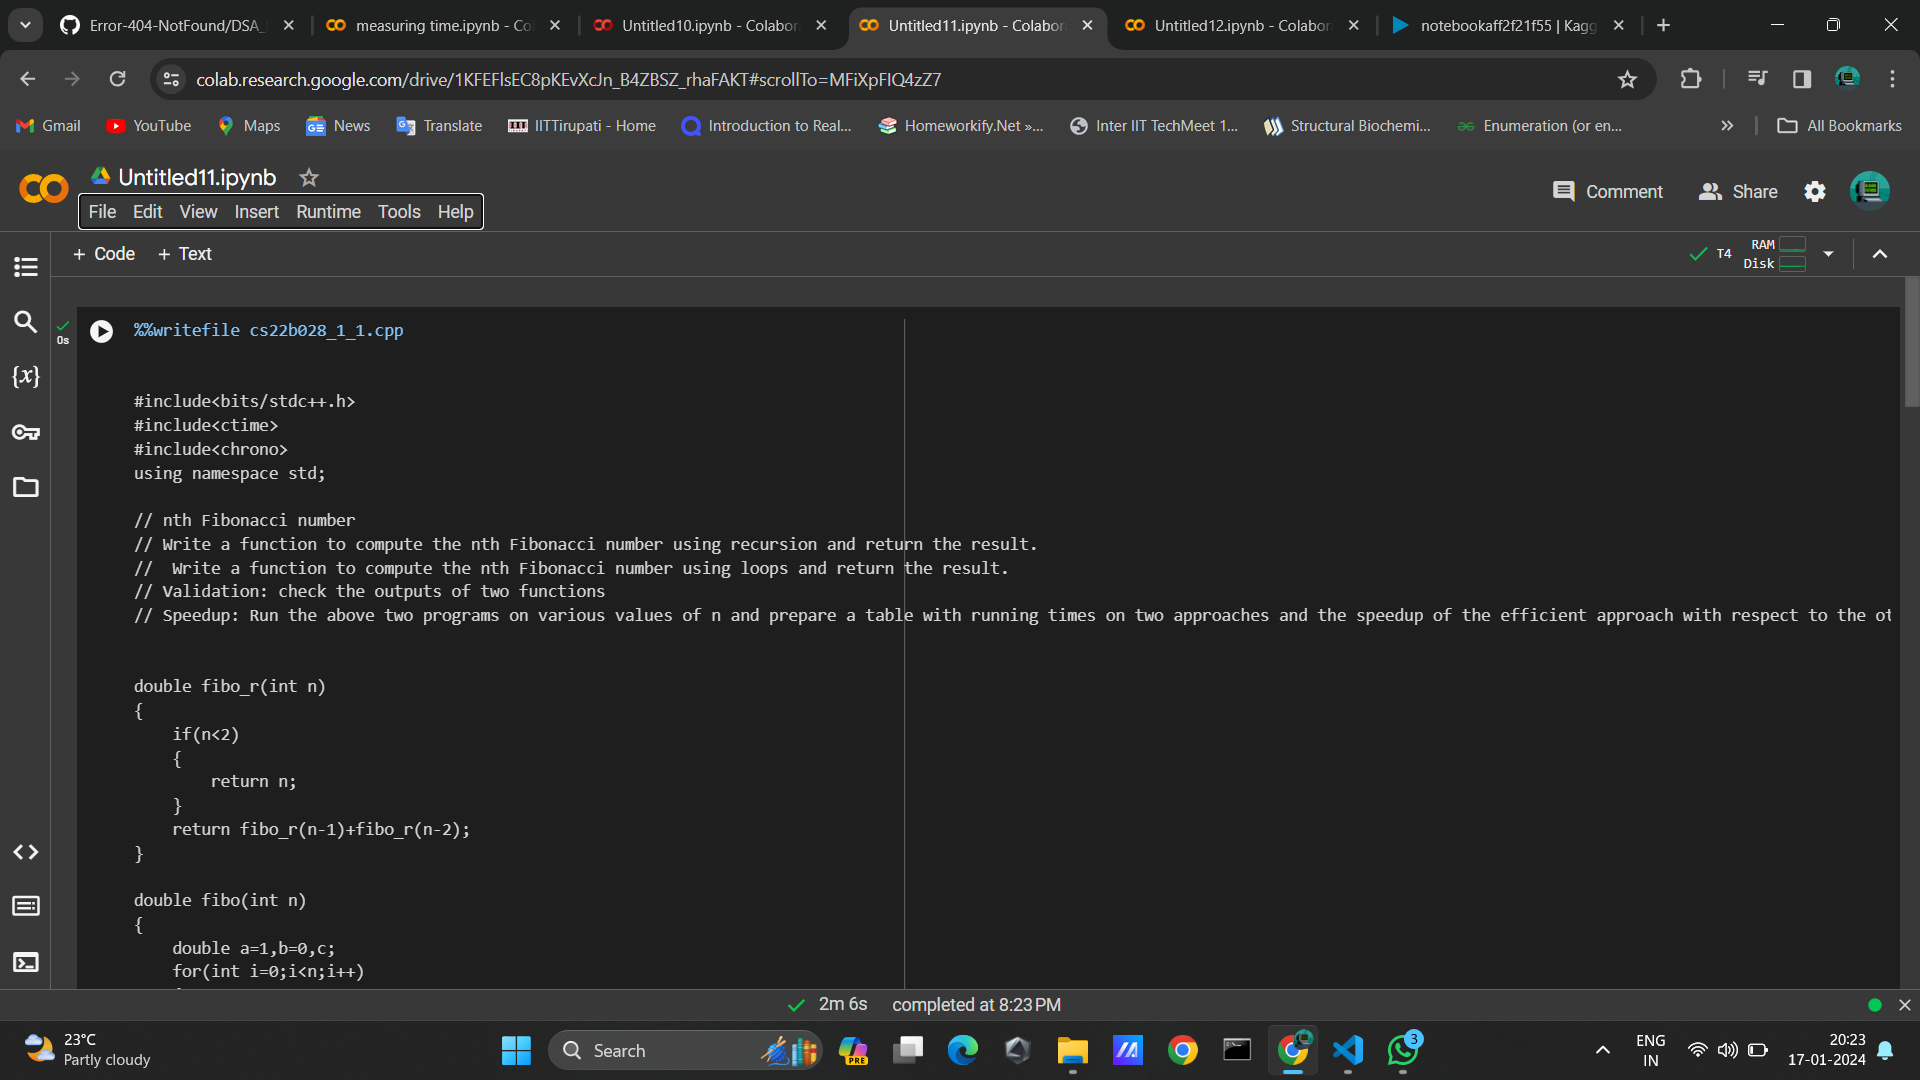 Error-404-NotFound/DSA_
measuring time.ipynb - Co
Untitled10.ipynb - Colabor
Untitled11.ipynb - Colabor
Untitled12.ipynb - Colabor
notebookaff2f21f55 | Kagg
colab.research.google.com/drive/1KFEFlsEC8pKEvXcJn_B4ZBSZ_rhaFAKT#scrollTo=MFiXpFIQ4zZ7
Gmail
YouTube
Maps
News
Translate
IITTirupati - Home
Introduction to Real...
Homeworkify.Net »...
Inter IIT TechMeet 1...
Structural Biochemi...
Enumeration (or en...
»
All Bookmarks
Untitled11.ipynb
File Edit View Insert Runtime Tools Help
Comment
Share
+ Code + Text
T4
RAM
Disk
{x}
0s
%%writefile cs22b028_1_1.cpp
#include<bits/stdc++.h>
#include<ctime>
#include<chrono>
using namespace std;
// nth Fibonacci number
// Write a function to compute the nth Fibonacci number using recursion and return the result.
//  Write a function to compute the nth Fibonacci number using loops and return the result.
// Validation: check the outputs of two functions
// Speedup: Run the above two programs on various values of n and prepare a table with running times on two approaches and the speedup of the efficient approach with respect to the ot
double fibo_r(int n)
{
    if(n<2)
    {
        return n;
    }
    return fibo_r(n-1)+fibo_r(n-2);
}
double fibo(int n)
{
    double a=1,b=0,c;
    for(int i=0;i<n;i++)
2m 6s completed at 8:23 PM
23°C
Partly cloudy
Search
PRE
3
ENG
IN
20:23
17-01-2024